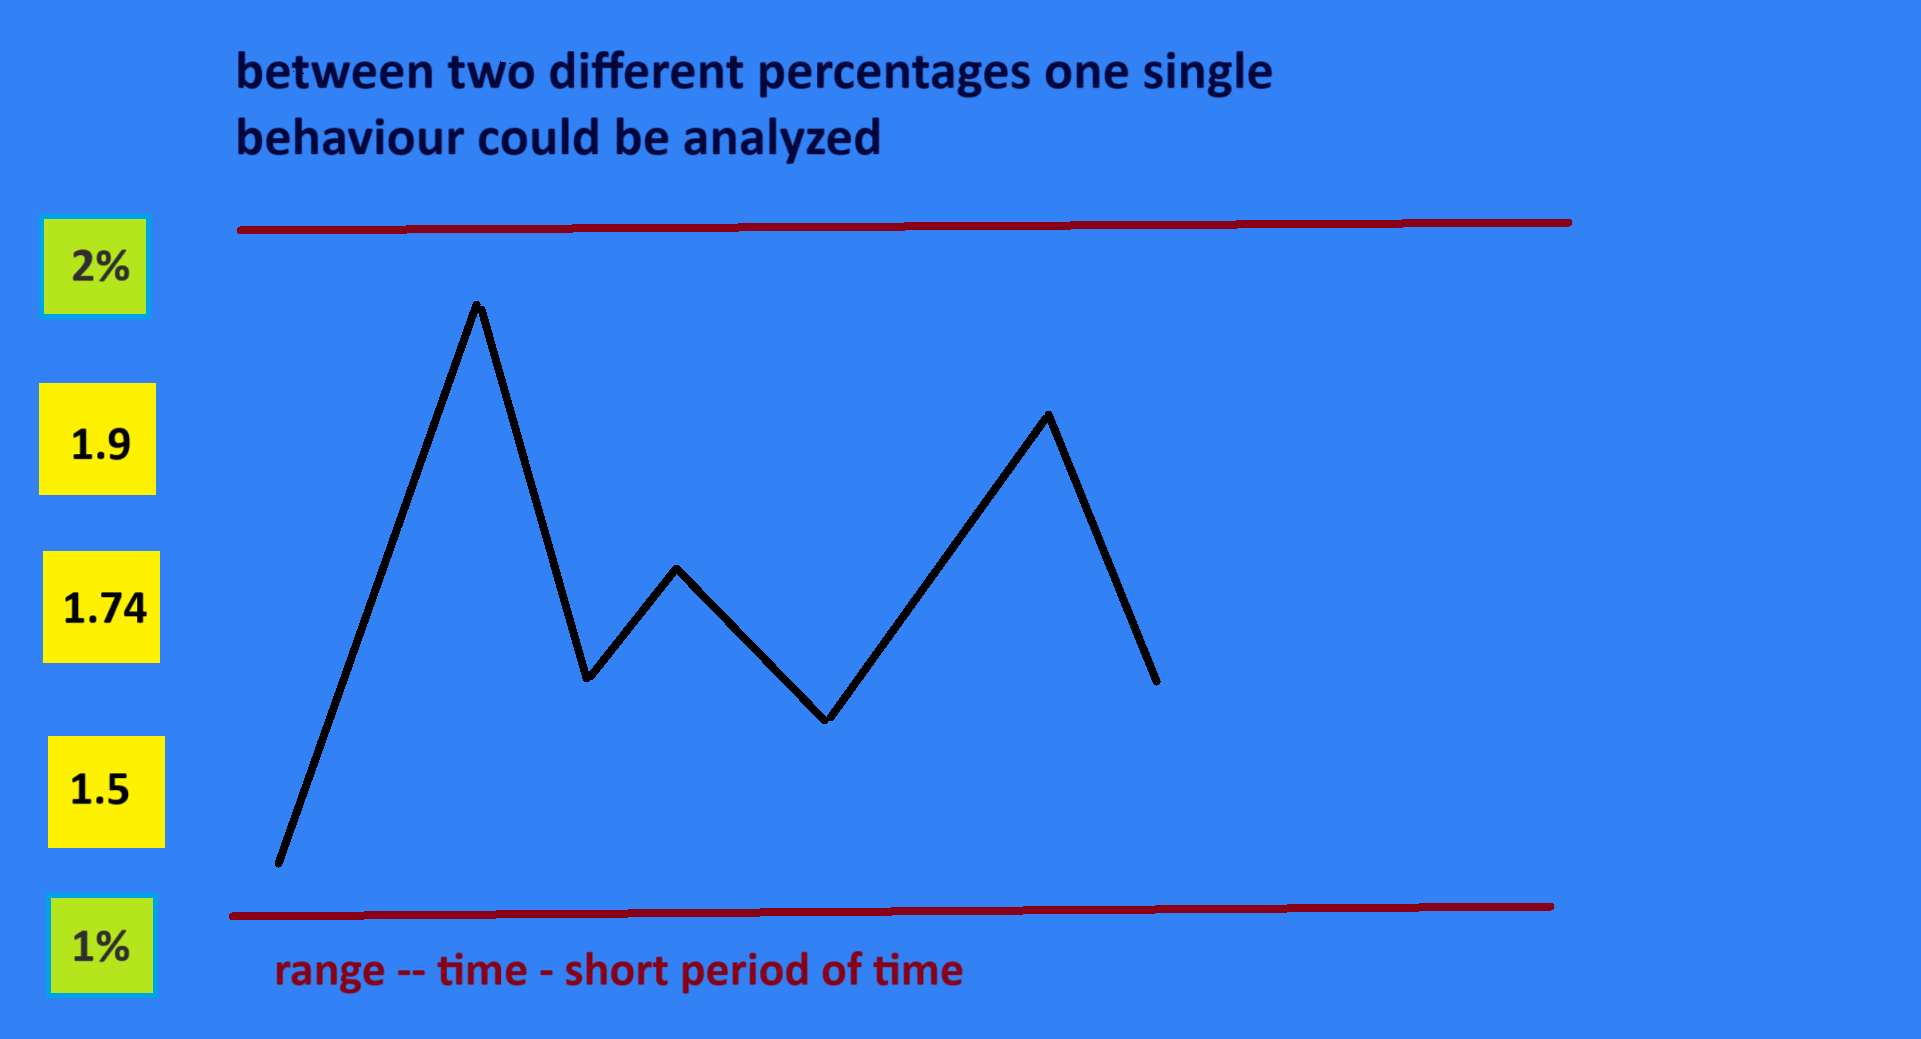 between two different percentages one single
behaviour could be analyzed
2%
1.9
1.74
1.5
1%
range -- time - short period of time